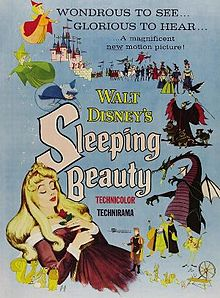 WONDROUS TO SEE...
GLORIOUS TO HEAR...
...A magnificent
new motion picture!
WALT
DISNEY'S
Sleeping
Beauty
TECHNICOLOR
TECHNIRAMA